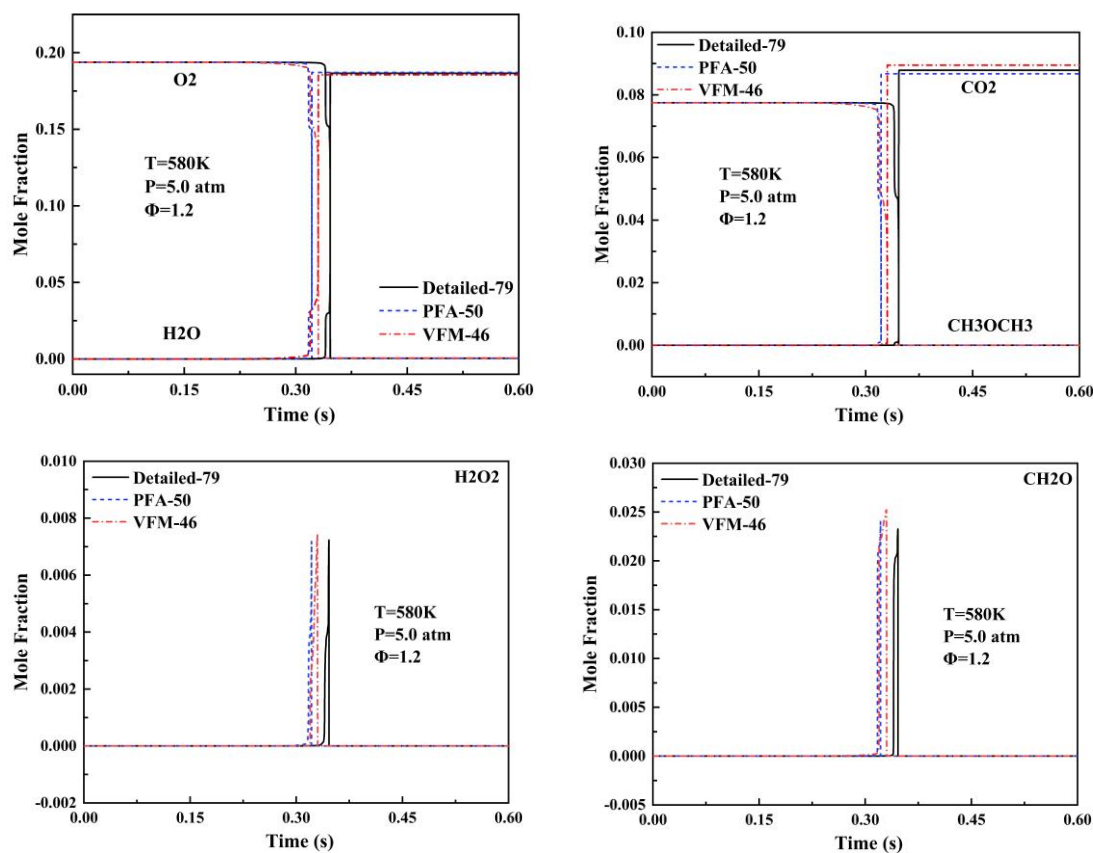 0.20
0.15
0.10
0.05
0.00
Mole Fraction
O2
T=580K
P=5.0 atm
Φ=1.2
H2O
Detailed-79
PFA-50
VFM-46
0.00 0.15 0.30 0.45 0.60
Time (s)
0.10
0.08
0.06
0.04
0.02
0.00
Mole Fraction
Detailed-79
PFA-50
VFM-46
CO2
T=580K
P=5.0 atm
Φ=1.2
CH3OCH3
0.00 0.15 0.30 0.45 0.60
Time (s)
0.010
0.008
0.006
0.004
0.002
0.000
-0.002
Mole Fraction
Detailed-79
PFA-50
VFM-46
H2O2
T=580K
P=5.0 atm
Φ=1.2
0.00 0.15 0.30 0.45 0.60
Time (s)
0.030
0.025
0.020
0.015
0.010
0.005
0.000
-0.005
Mole Fraction
Detailed-79
PFA-50
VFM-46
CH2O
T=580K
P=5.0 atm
Φ=1.2
0.00 0.15 0.30 0.45 0.60
Time (s)